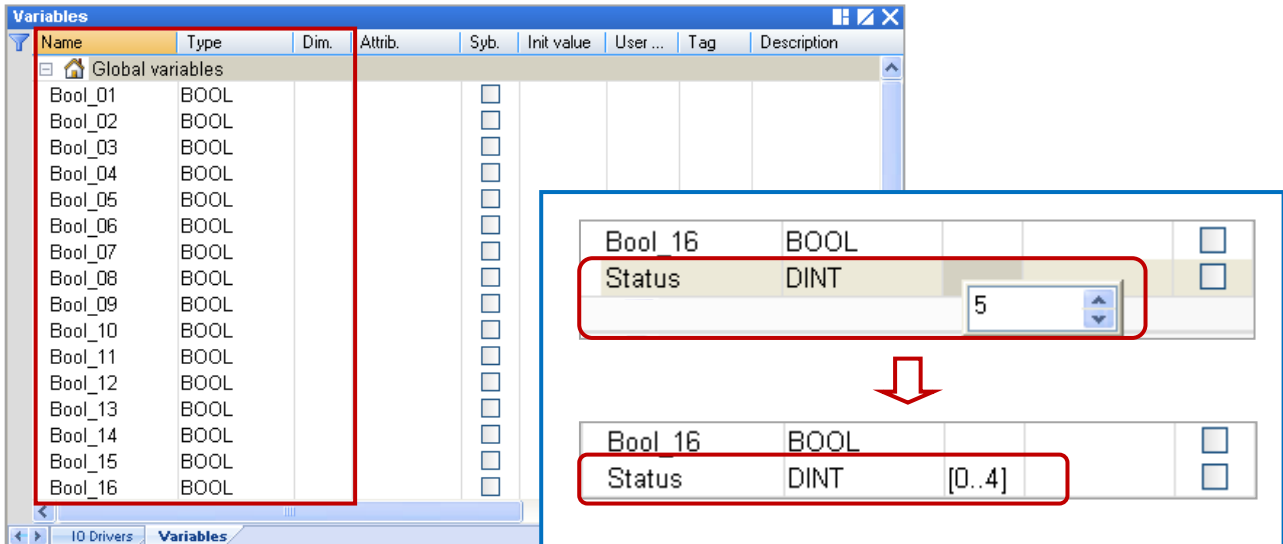 Variables
Name Type Dim. Attrib. Syb. Init value User ... Tag Description
Global variables
Bool_01 BOOL
Bool_02 BOOL
Bool_03 BOOL
Bool_04 BOOL
Bool_05 BOOL
Bool_06 BOOL
Bool_07 BOOL
Bool_08 BOOL
Bool_09 BOOL
Bool_10 BOOL
Bool_11 BOOL
Bool_12 BOOL
Bool_13 BOOL
Bool_14 BOOL
Bool_15 BOOL
Bool_16 BOOL
IO Drivers Variables
Bool_16 BOOL
Status DINT
5
Bool_16 BOOL
Status DINT [0..4]